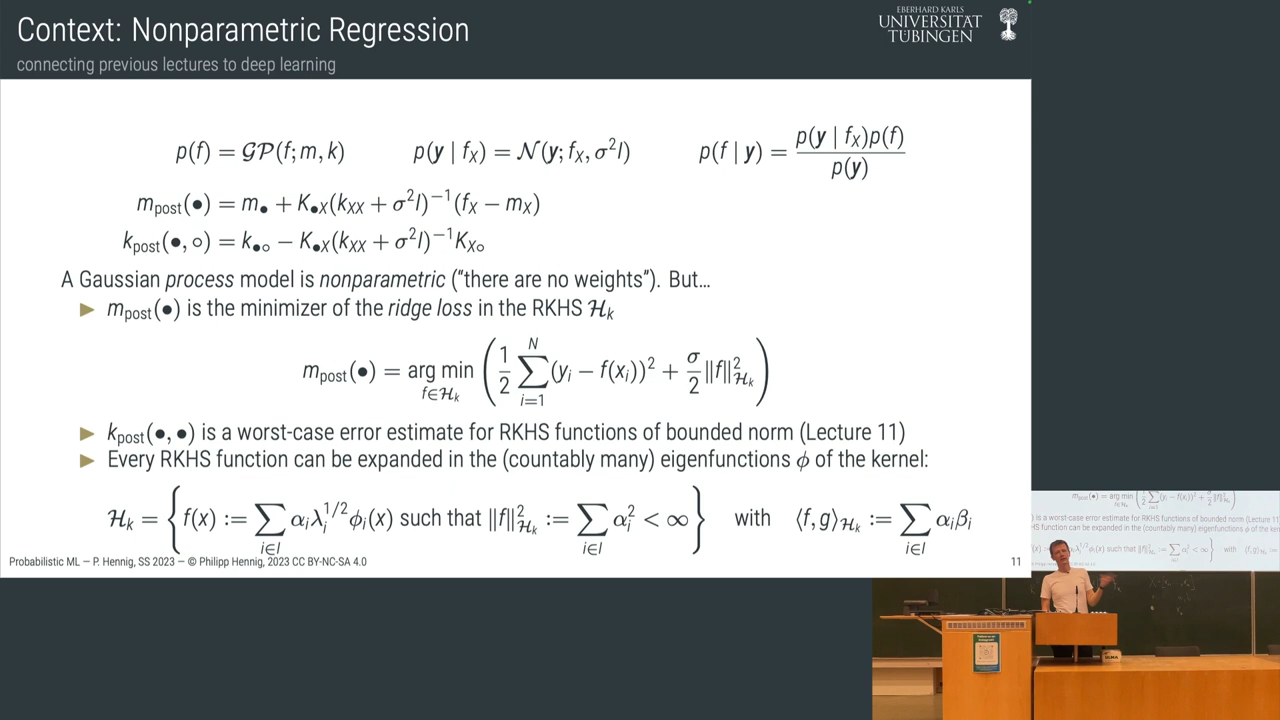 Context: Nonparametric Regression
connecting previous lectures to deep learning
EBERHARD KARLS
UNIVERSITÄT
TÜBINGEN
p(f) = 𝒢𝒫(f; m, k) p(y | f_X) = 𝒩(y; f_X, σ²I) p(f | y) = p(y | f_X)p(f) / p(y)
m_post(●) = m_● + K_●X(k_XX + σ²I)⁻¹(f_X − m_X)
k_post(●, ○) = k_●○ − K_●X(k_XX + σ²I)⁻¹K_X○
A Gaussian process model is nonparametric (“there are no weights”). But…
▶ m_post(●) is the minimizer of the ridge loss in the RKHS ℋ_k
m_post(●) = arg min_{f∈ℋ_k} ( 1/2 ∑_{i=1}^{N} (y_i − f(x_i))² + σ/2 ‖f‖²_{ℋ_k} )
▶ k_post(●, ●) is a worst-case error estimate for RKHS functions of bounded norm (Lecture 11)
▶ Every RKHS function can be expanded in the (countably many) eigenfunctions ϕ of the kernel:
ℋ_k = { f(x) := ∑_{i∈I} α_i λ_i^{1/2} ϕ_i(x) such that ‖f‖²_{ℋ_k} := ∑_{i∈I} α_i² < ∞ } with ⟨f, g⟩_{ℋ_k} := ∑_{i∈I} α_i β_i
Probabilistic ML — P. Hennig, SS 2023 — © Philipp Hennig, 2023 CC BY-NC-SA 4.0
11